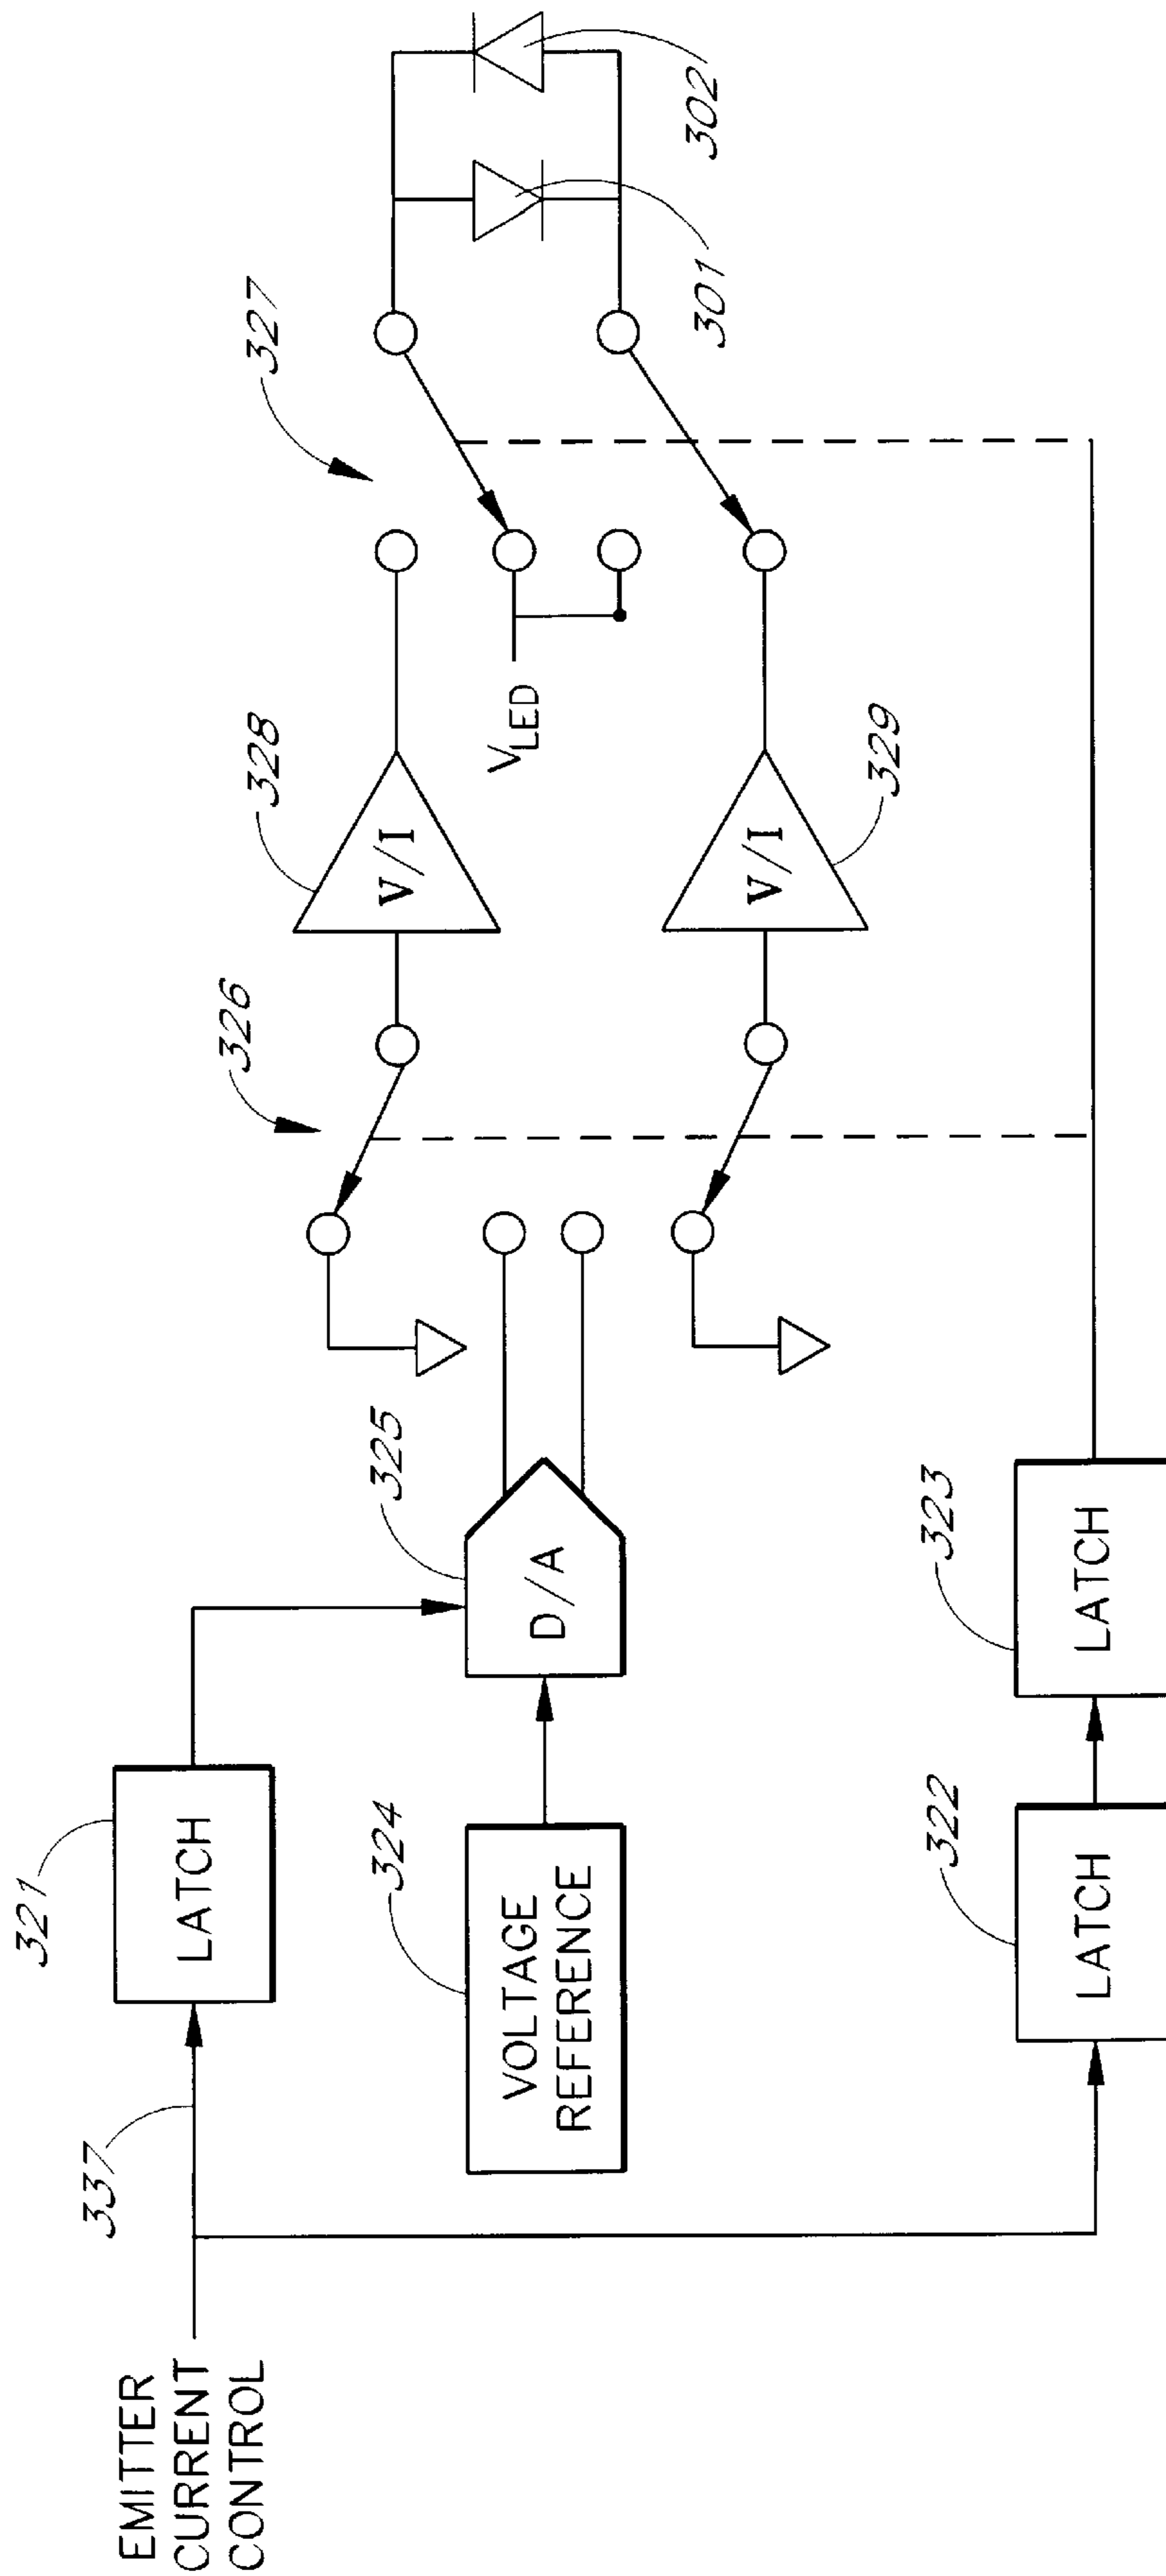 EMITTER
CURRENT
CONTROL
337
321
LATCH
324
VOLTAGE
REFERENCE
325
D/A
322
LATCH
323
LATCH
326
328
V/I
329
V/I
VLED
327
301
302